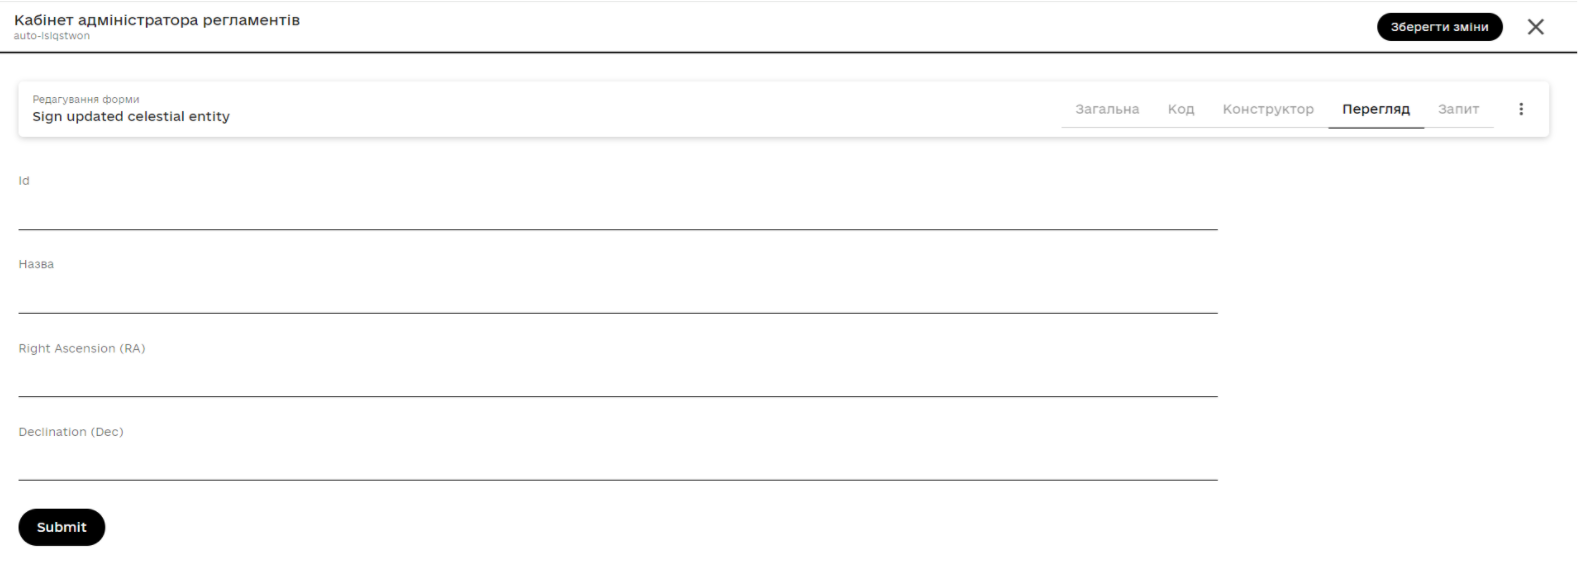 Кабінет адміністратора регламентів
auto-islqstwon
Зберегти зміни
Редагування форми
Sign updated celestial entity
Загальна Код Конструктор Перегляд Запит
Id
Назва
Right Ascension (RA)
Declination (Dec)
Submit